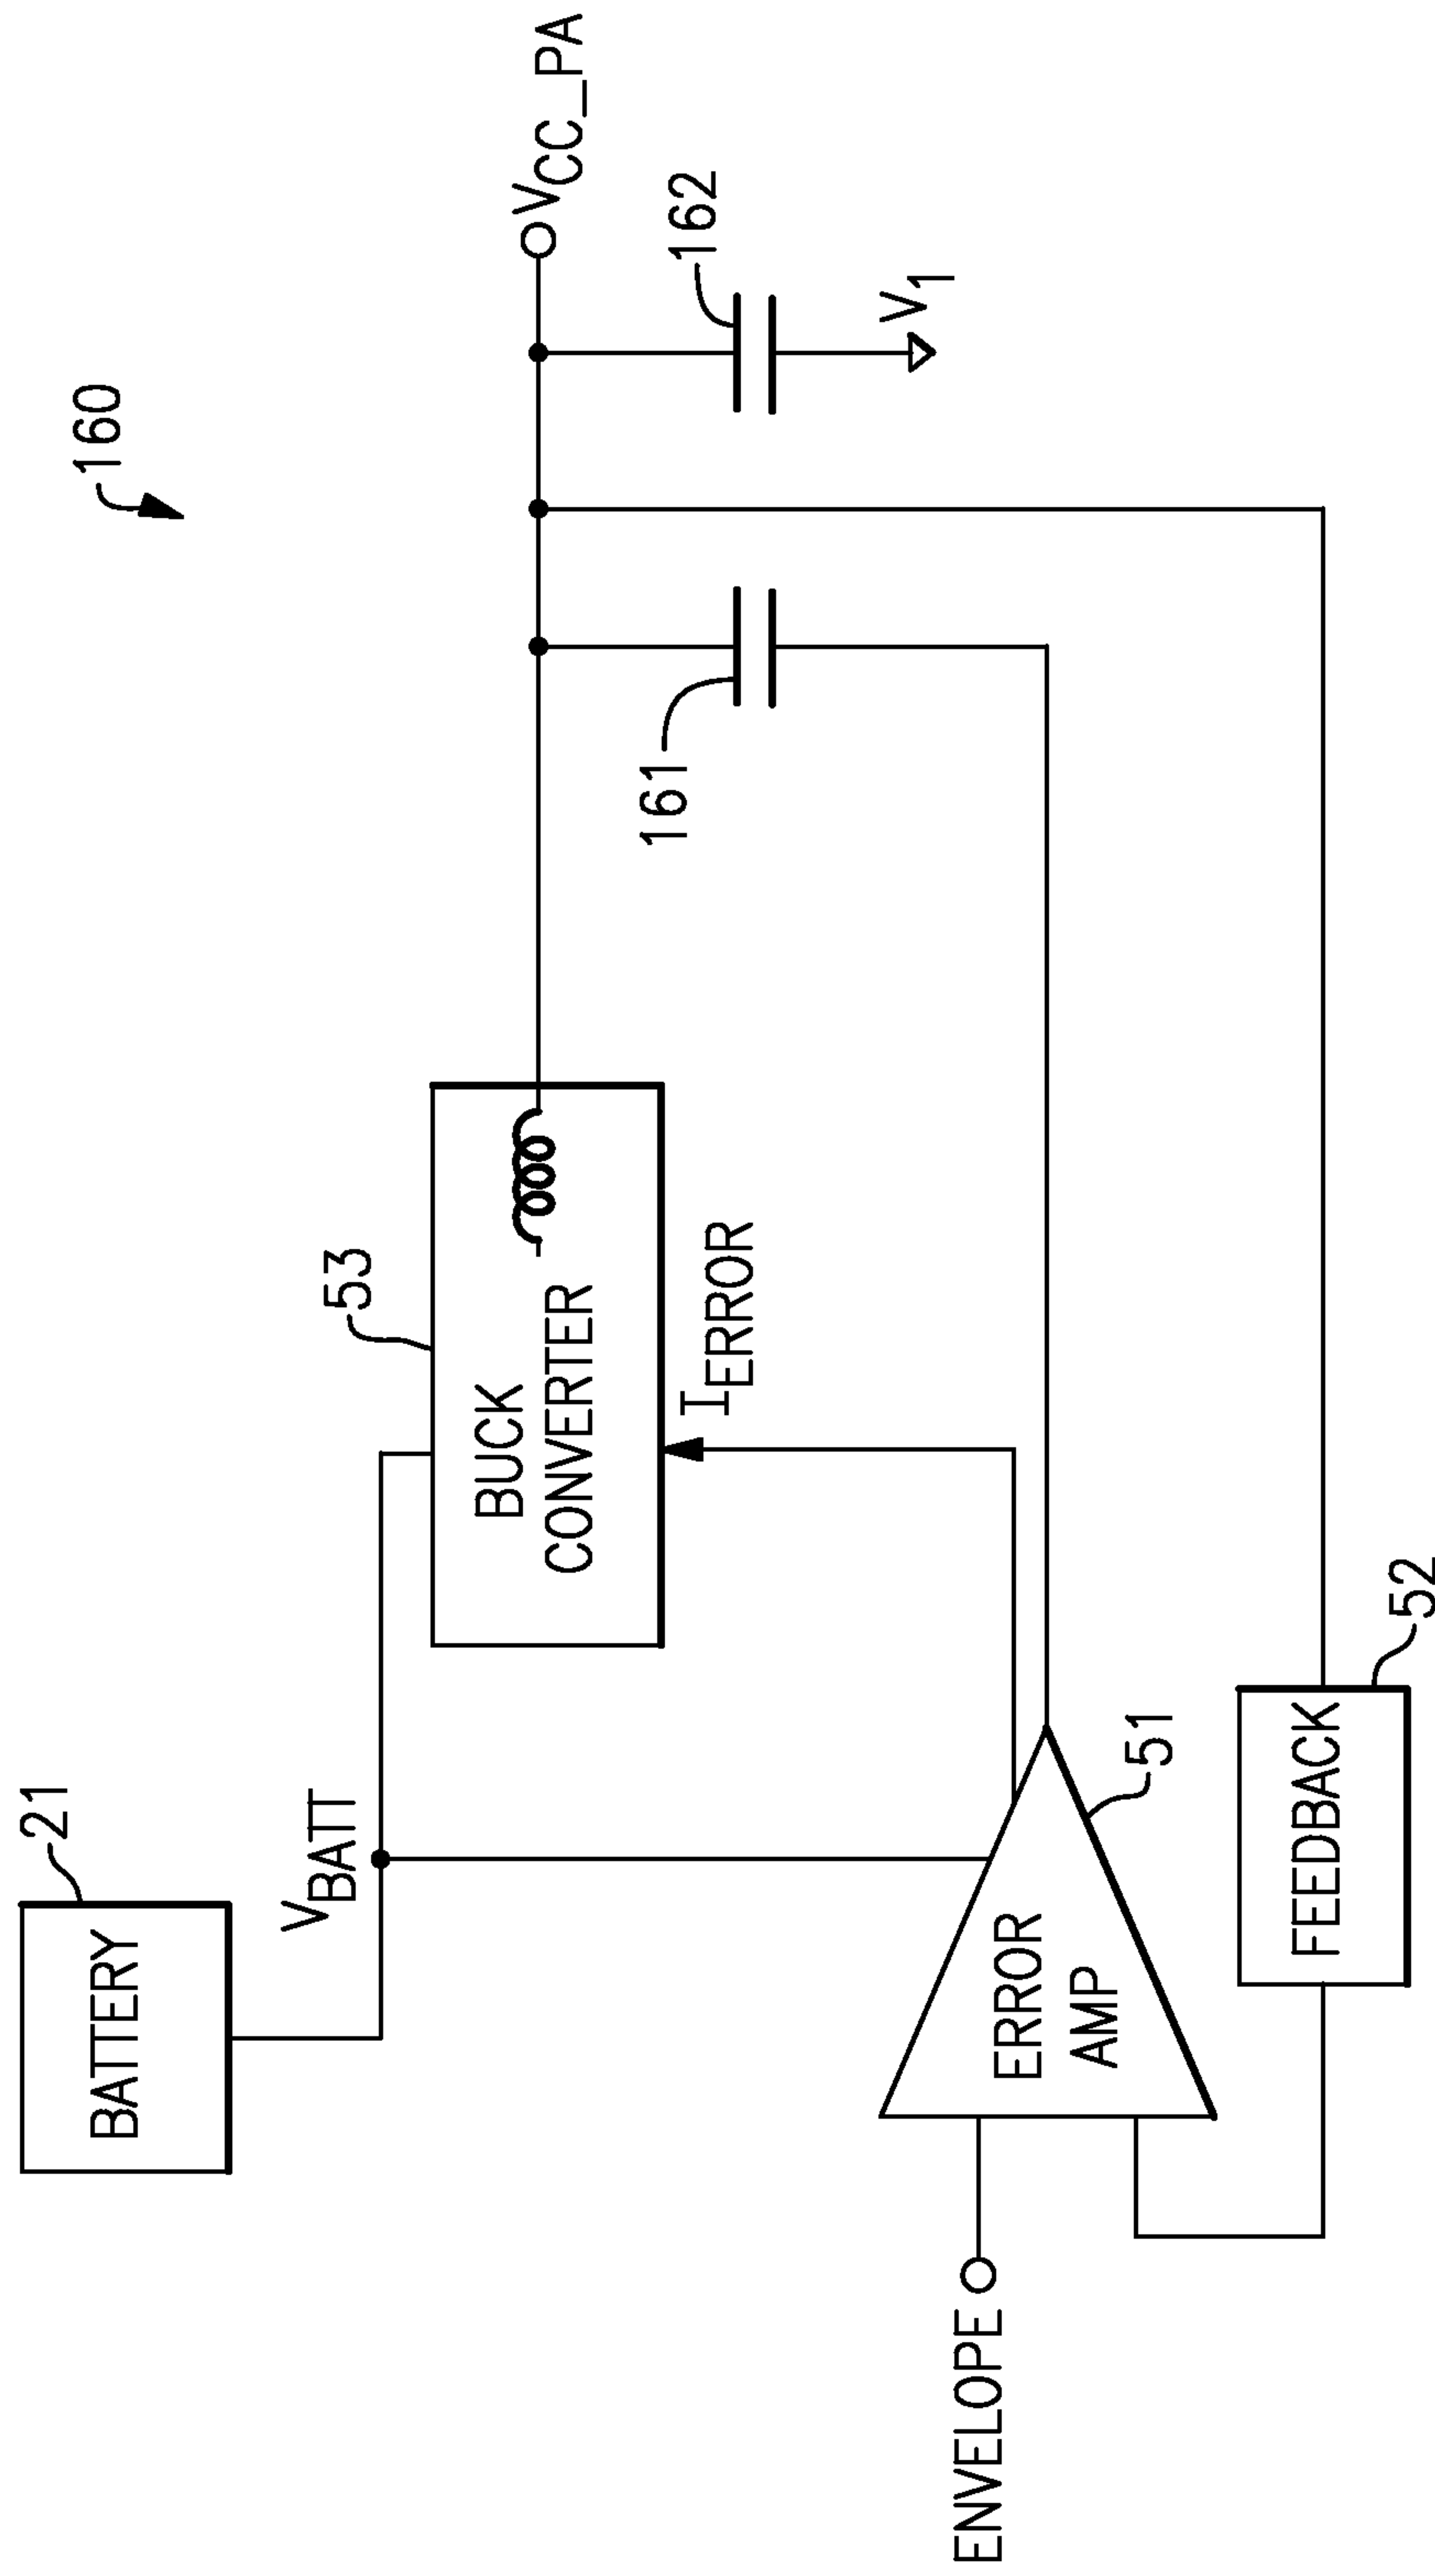 160
21
BATTERY
VBATT
53
BUCK
CONVERTER
VCC_PA
IERROR
161
162
V1
ENVELOPE
ERROR
AMP
51
FEEDBACK
52